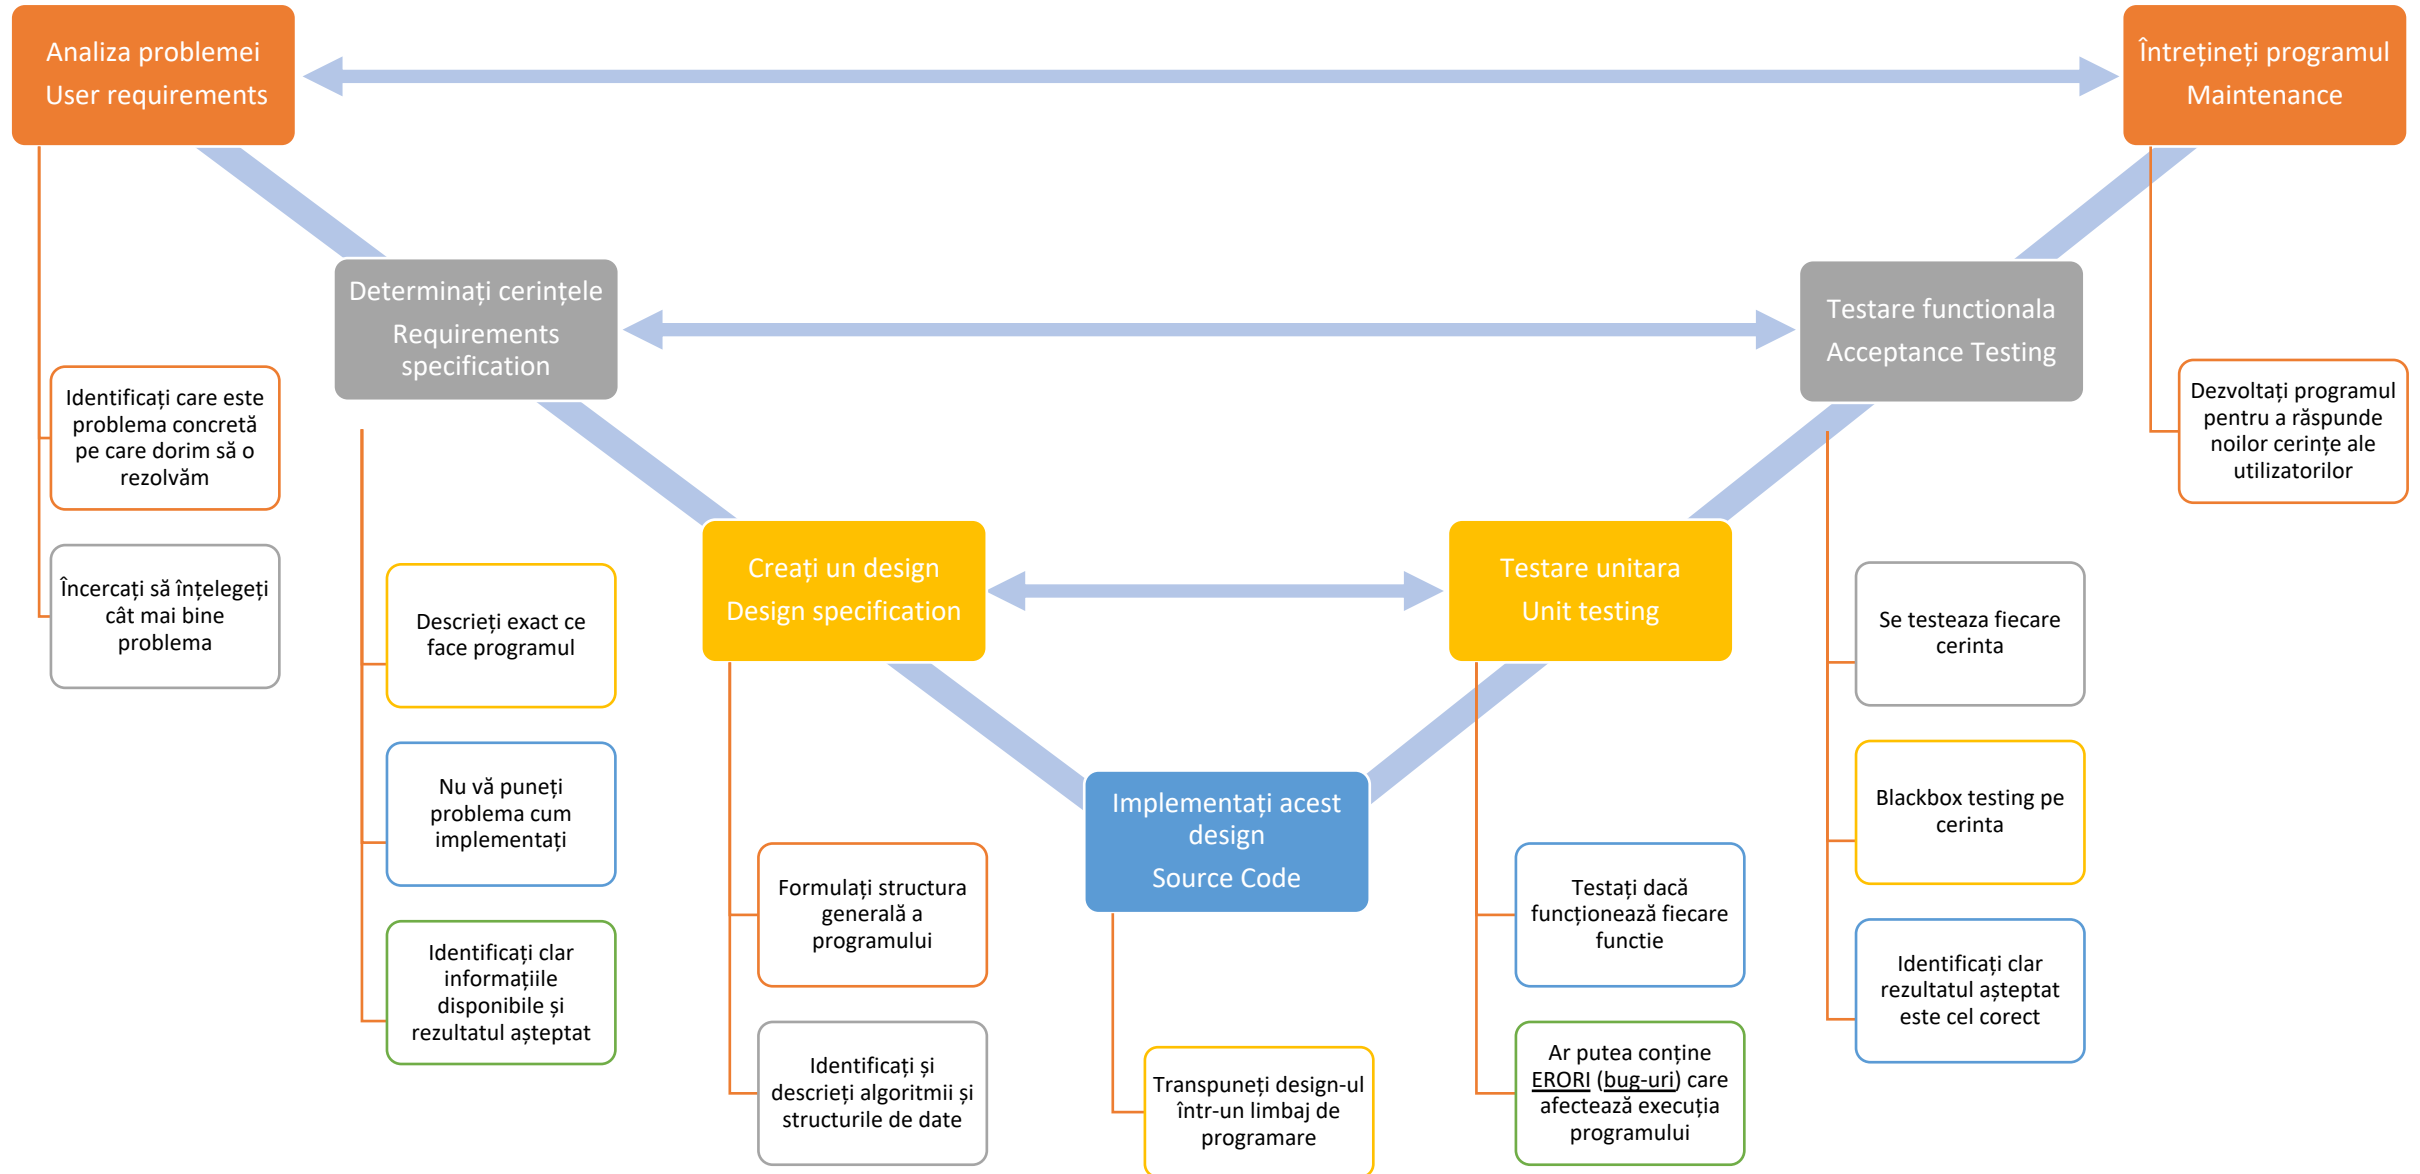 Analiza problemei
User requirements
Întrețineți programul
Maintenance
Determinați cerințele
Requirements
specification
Testare functionala
Acceptance Testing
Identificați care este
problema concretă
pe care dorim să o
rezolvăm
Dezvoltați programul
pentru a răspunde
noilor cerințe ale
utilizatorilor
Încercați să înțelegeți
cât mai bine
problema
Creați un design
Design specification
Testare unitara
Unit testing
Descrieți exact ce
face programul
Se testeaza fiecare
cerinta
Nu vă puneți
problema cum
implementați
Implementați acest
design
Source Code
Blackbox testing pe
cerinta
Formulați structura
generală a
programului
Testați dacă
funcționează fiecare
functie
Identificați clar
informațiile
disponibile și
rezultatul așteptat
Identificați clar
rezultatul așteptat
este cel corect
Identificați și
descrieți algoritmii și
structurile de date
Transpuneți design-ul
într-un limbaj de
programare
Ar putea conține
ERORI (bug-uri) care
afectează execuția
programului